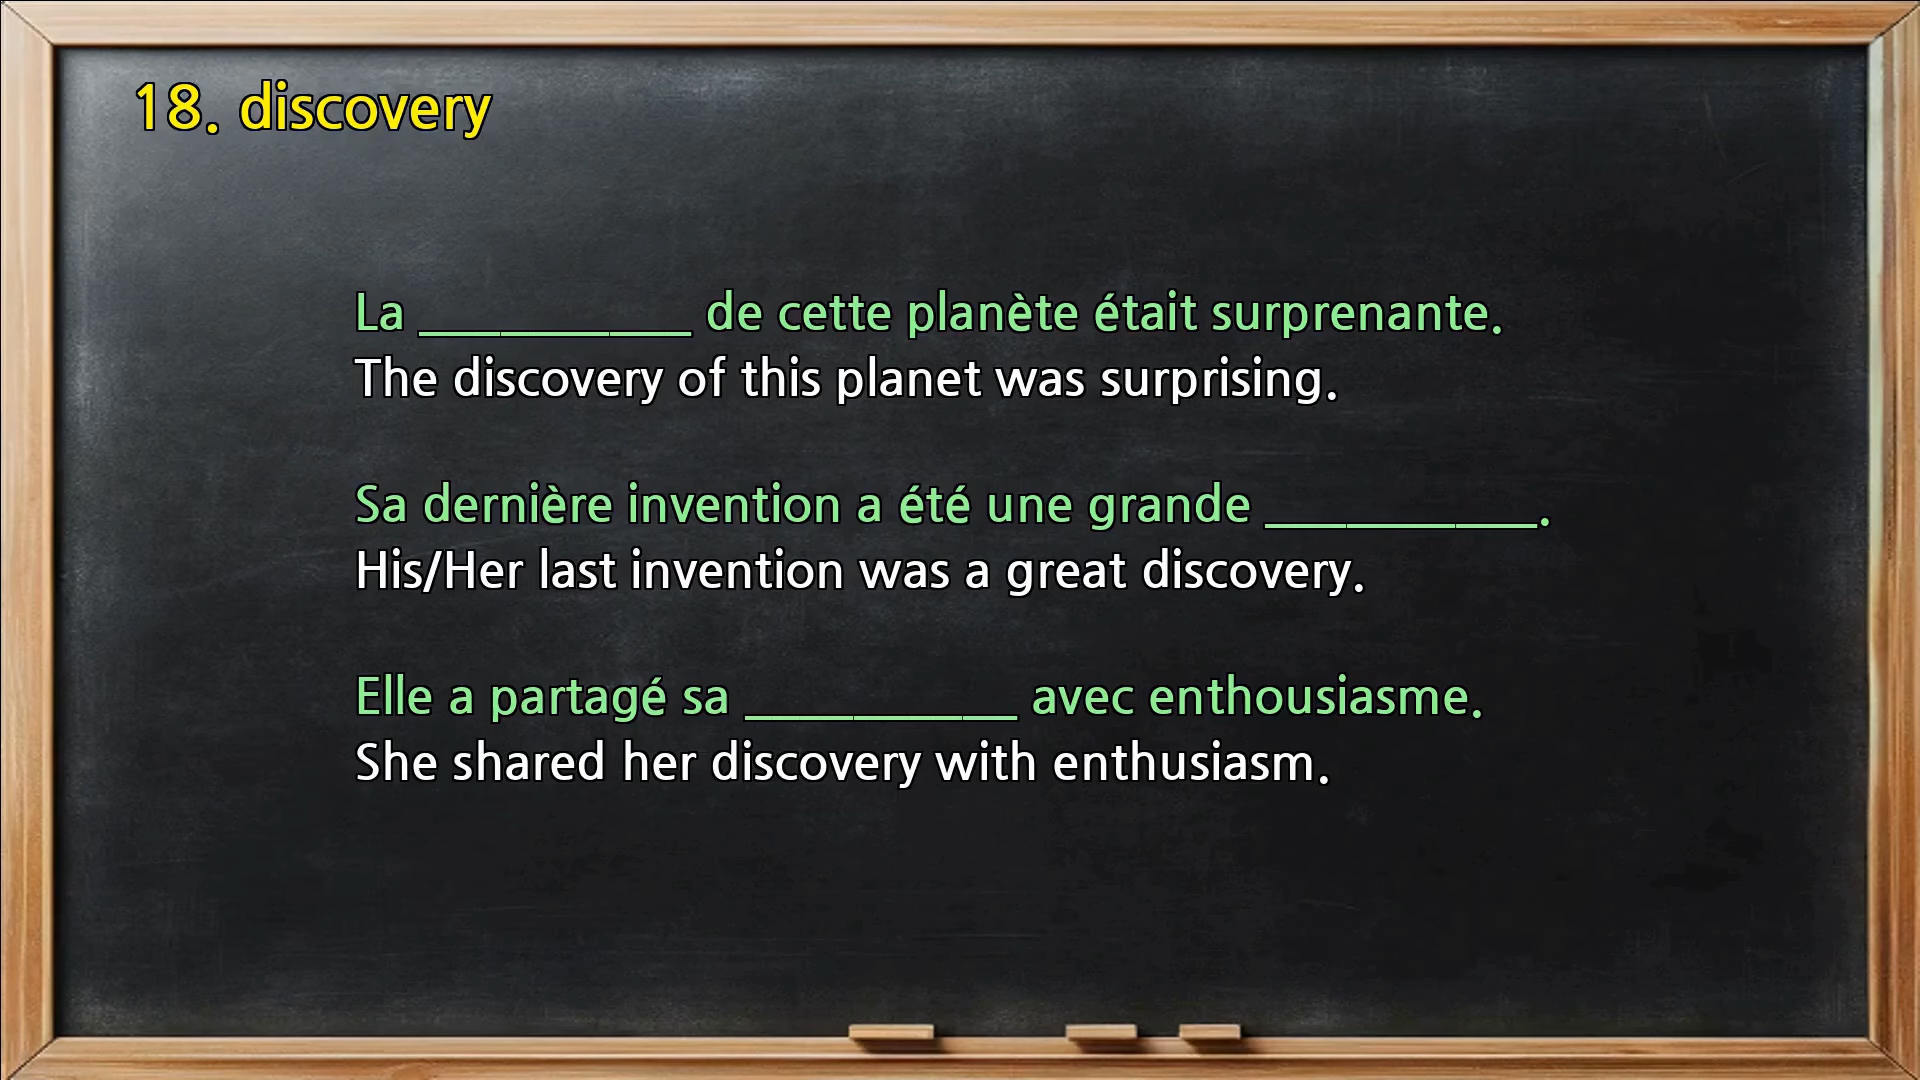 18. discovery
La __________ de cette planète était surprenante.
The discovery of this planet was surprising.
Sa dernière invention a été une grande __________.
His/Her last invention was a great discovery.
Elle a partagé sa __________ avec enthousiasme.
She shared her discovery with enthusiasm.